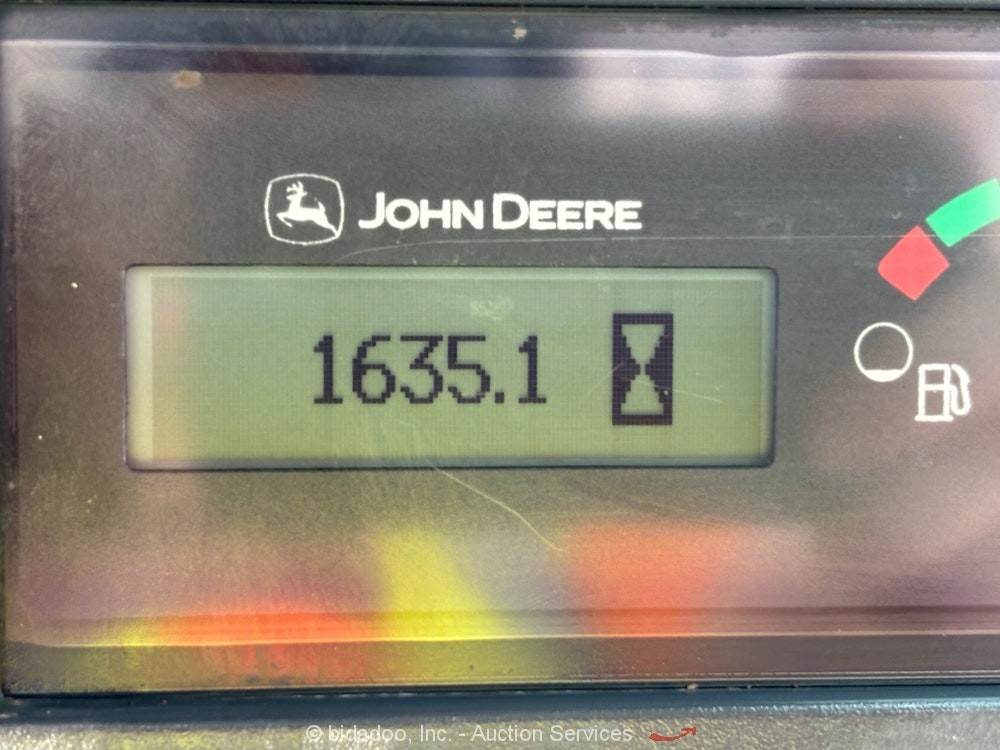 JOHN DEERE
1635.1
© bidadoo, Inc. - Auction Services